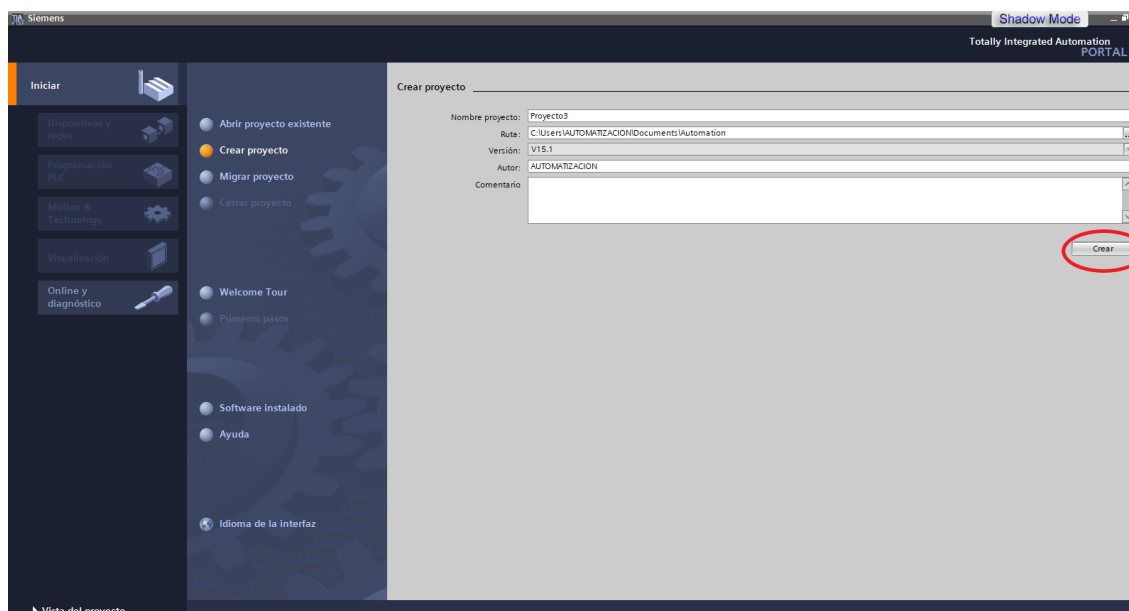 Siemens
Shadow Mode
Totally Integrated Automation
PORTAL
Iniciar
Dispositivos y
redes
Programación
PLC
Motion &
Technology
Visualización
Online y
diagnóstico
Abrir proyecto existente
Crear proyecto
Migrar proyecto
Cerrar proyecto
Welcome Tour
Primeros pasos
Software instalado
Ayuda
Idioma de la interfaz
Crear proyecto
Nombre proyecto: Proyecto3
Ruta: C:\Users\AUTOMATIZACION\Documents\Automation
Versión: V15.1
Autor: AUTOMATIZACION
Comentario
Crear
Vista del proyecto